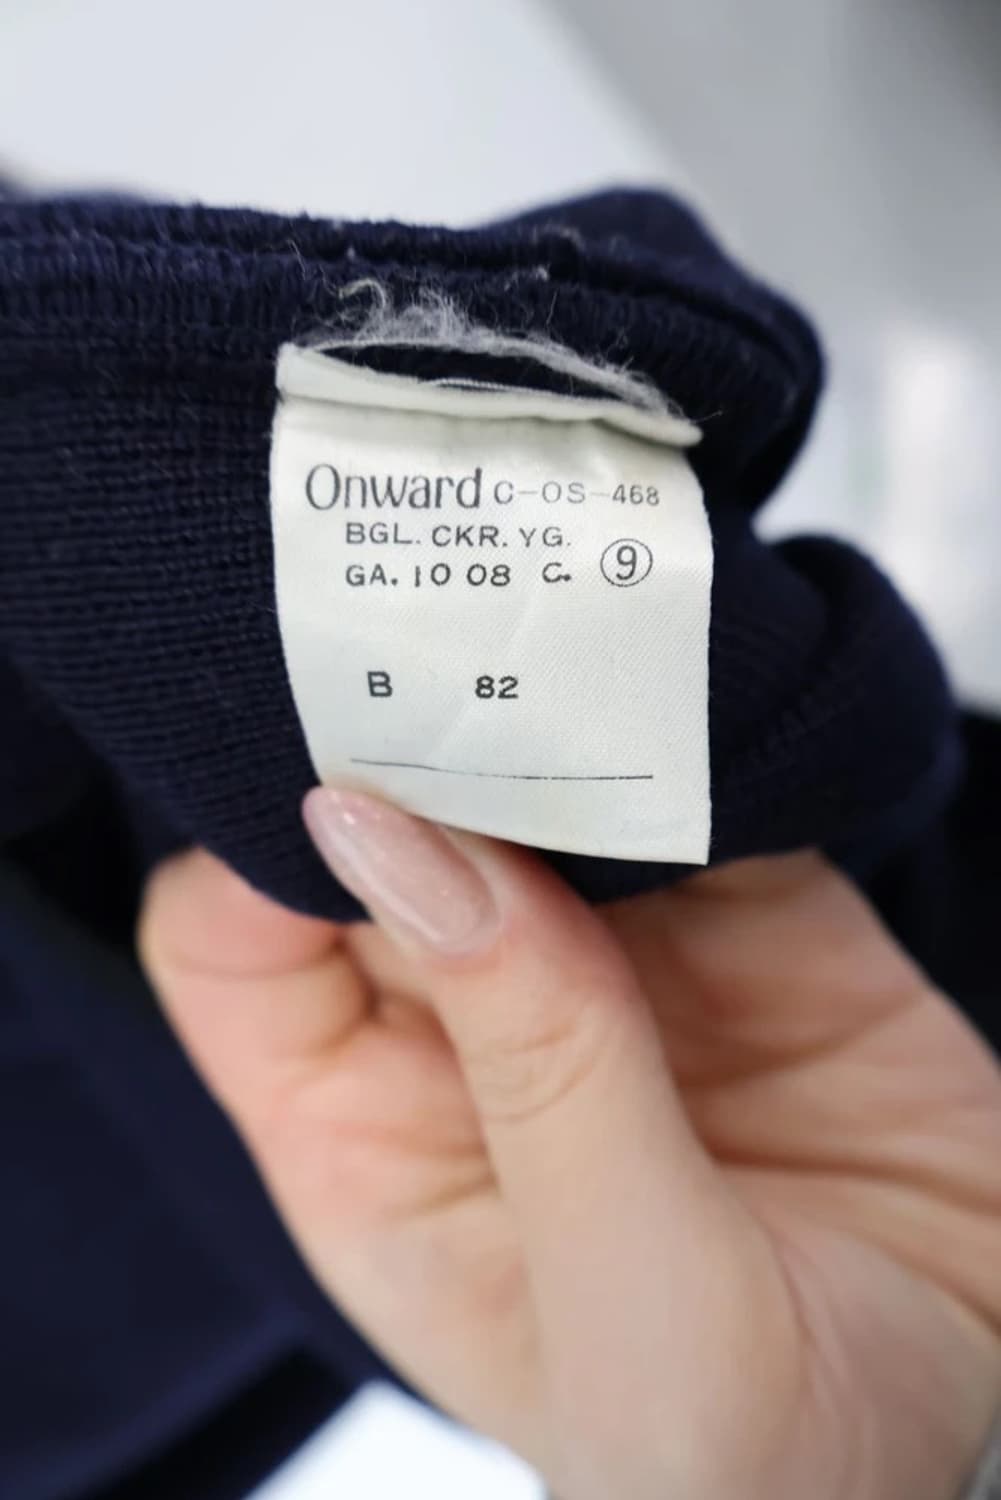 Onward C-OS-468
BGL. CKR. YG.
GA. 10 08 C. ⑨
B 82